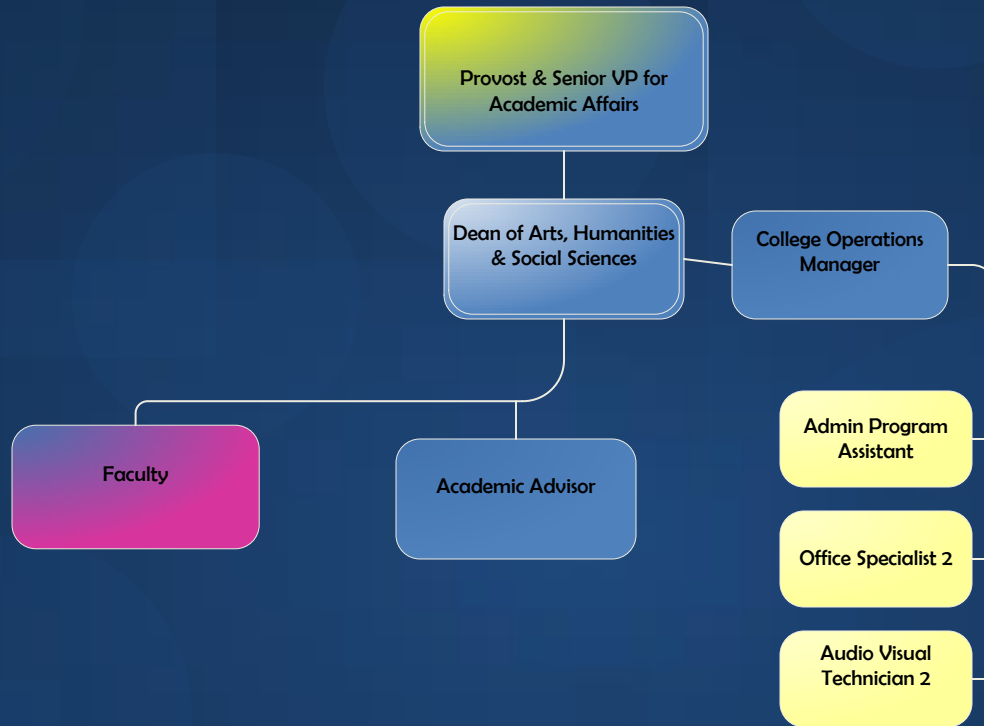 Provost & Senior VP for
Academic Affairs
Dean of Arts, Humanities
& Social Sciences
College Operations
Manager
Admin Program
Assistant
Faculty
Academic Advisor
Office Specialist 2
Audio Visual
Technician 2